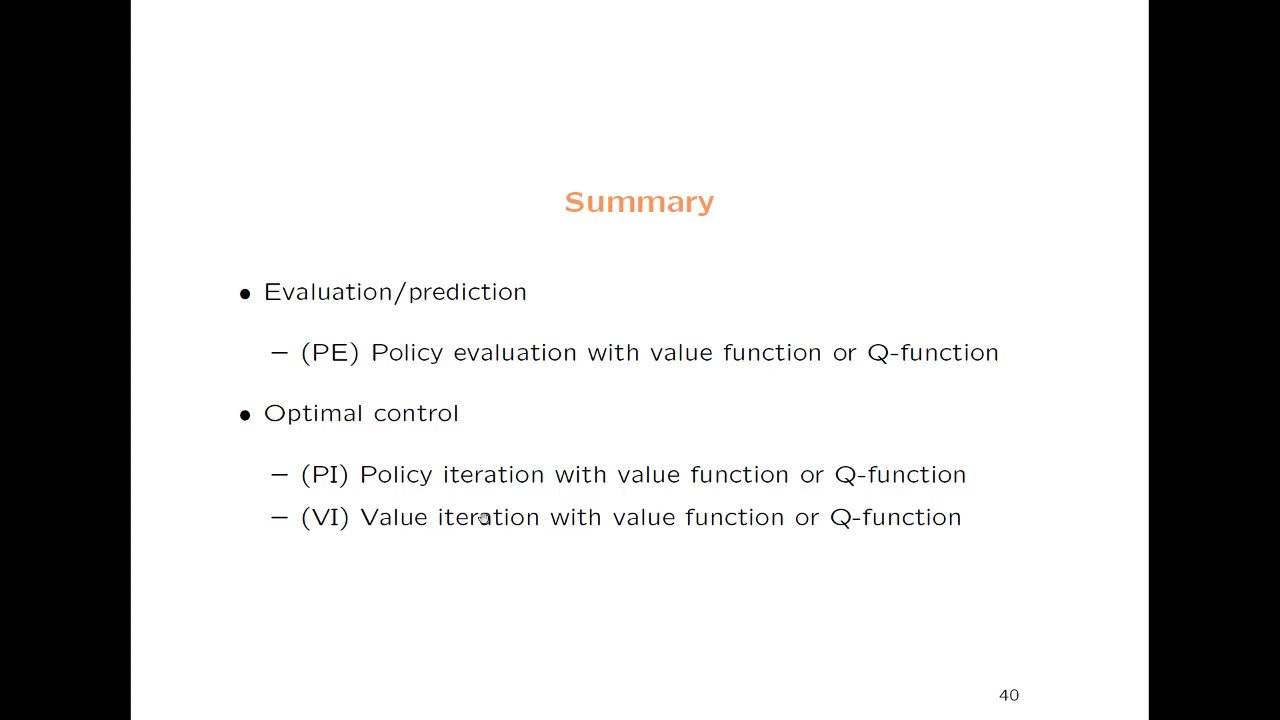 Summary
• Evaluation/prediction
– (PE) Policy evaluation with value function or Q-function
• Optimal control
– (PI) Policy iteration with value function or Q-function
– (VI) Value iteration with value function or Q-function
40